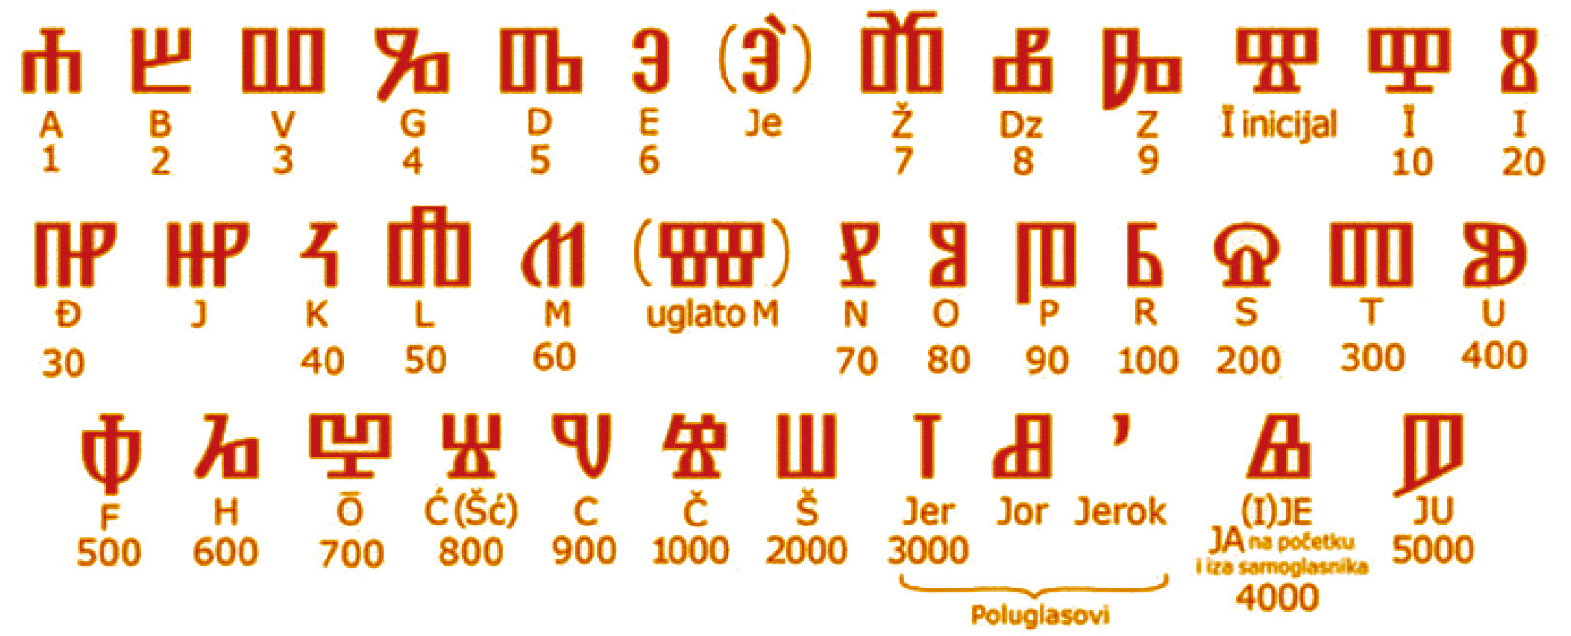 Ⰰ Ⰱ Ⰲ Ⰳ Ⰴ Ⰵ (Ⰵ̀) Ⰶ Ⰷ Ⰸ Ⰺ Ⰻ Ⰹ
A B V G D E Je Ž Dz Z Ï inicijal Ï I
1 2 3 4 5 6 7 8 9 10 20
Ⰼ Ⰽ Ⰾ Ⱞ (Ⰿ) Ⱀ Ⱁ Ⱂ Ⱃ Ⱄ Ⱅ Ⱆ
Đ J K L M uglato M N O P R S T U
30 40 50 60 70 80 90 100 200 300 400
Ⱇ Ⱈ Ⱉ Ⱋ Ⱌ Ⱍ Ⱎ Ⱜ Ⱏ ’ Ⱑ Ⱓ
F H Ō Ć (Šć) C Č Š Jer Jor Jerok (I)JE JU
500 600 700 800 900 1000 2000 3000 JA na početku 5000
i iza samoglasnika
4000
Poluglasovi